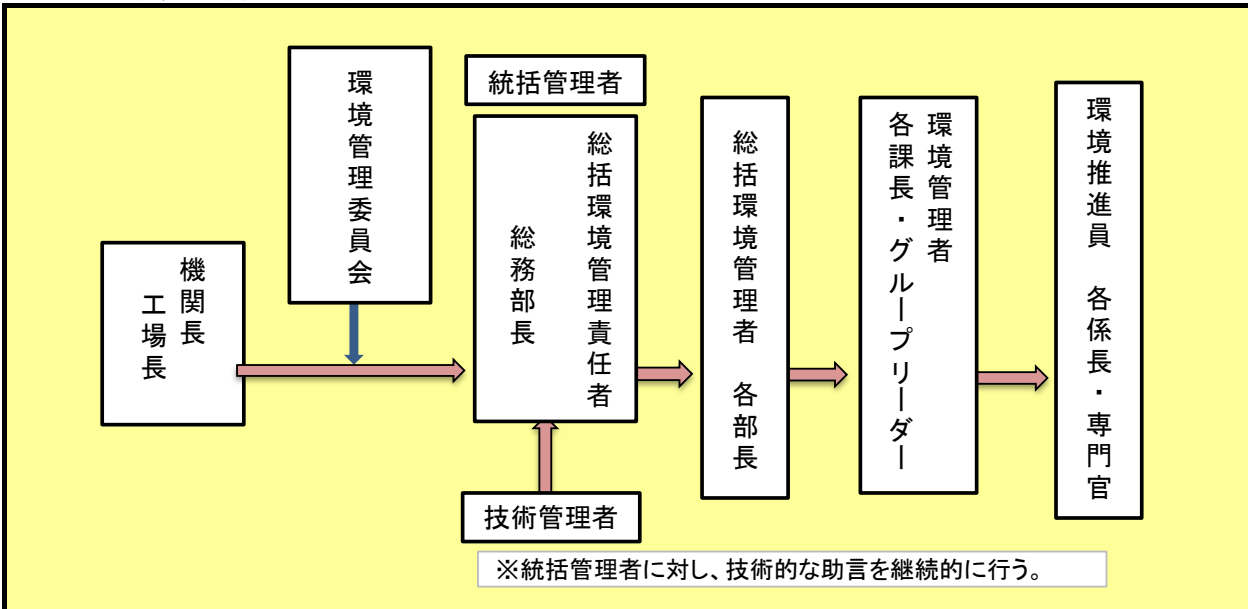 機関長
工場長
環境管理委員会
統括管理者
総括環境管理責任者
総務部長
技術管理者
※統括管理者に対し、技術的な助言を継続的に行う。
総括環境管理者　各部長
環境管理者
各課長・グループリーダー
環境推進員　各係長・専門官